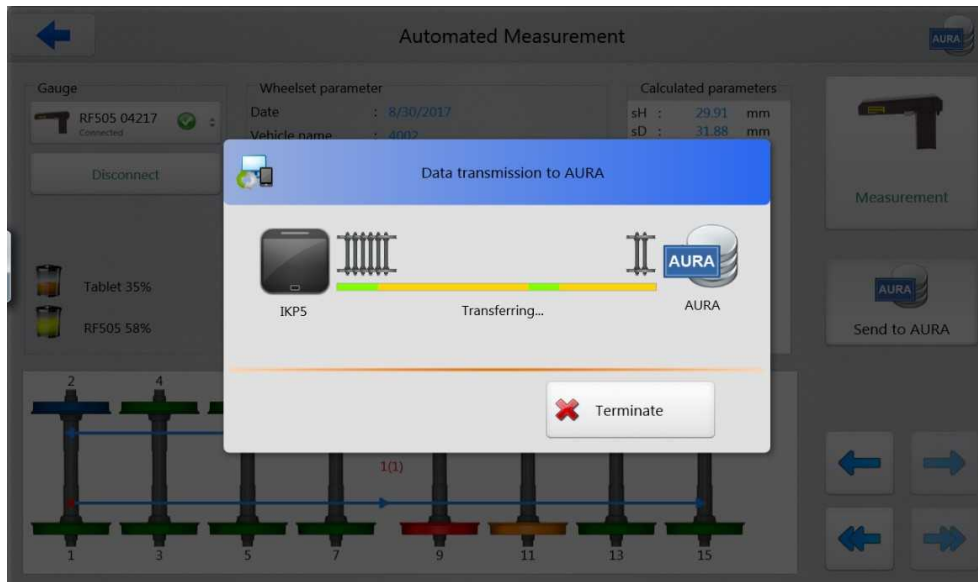 Automated Measurement
AURA
Gauge
RF505 04217
Connected
Disconnect
Tablet 35%
RF505 58%
Wheelset parameter
Date : 8/30/2017
Vehicle name : 4002
Calculated parameters
sH : 29.91 mm
sD : 31.88 mm
Measurement
AURA
Send to AURA
Data transmission to AURA
AURA
IKP5
Transferring...
AURA
Terminate
2
4
1(1)
1
3
5
7
9
11
13
15